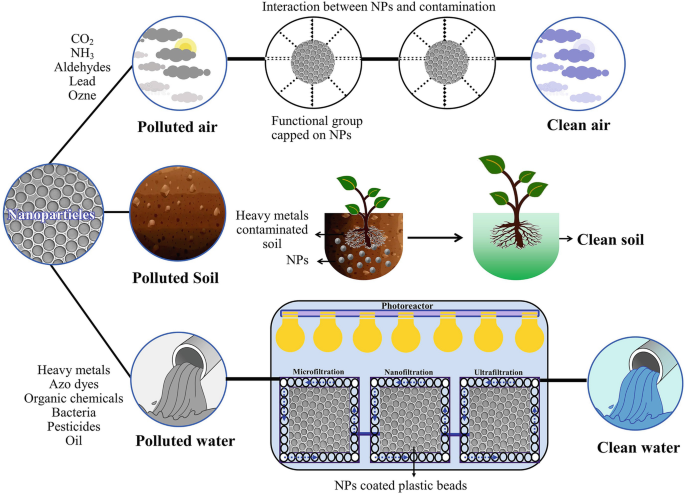 Interaction between NPs and contamination
CO2
NH3
Aldehydes
Lead
Ozne
Polluted air
Functional group
capped on NPs
Clean air
Nanoparticles
Polluted Soil
Heavy metals
contaminated
soil
NPs
Clean soil
Photoreactor
Microfiltration
Nanofiltration
Ultrafiltration
Heavy metals
Azo dyes
Organic chemicals
Bacteria
Pesticides
Oil
Polluted water
NPs coated plastic beads
Clean water